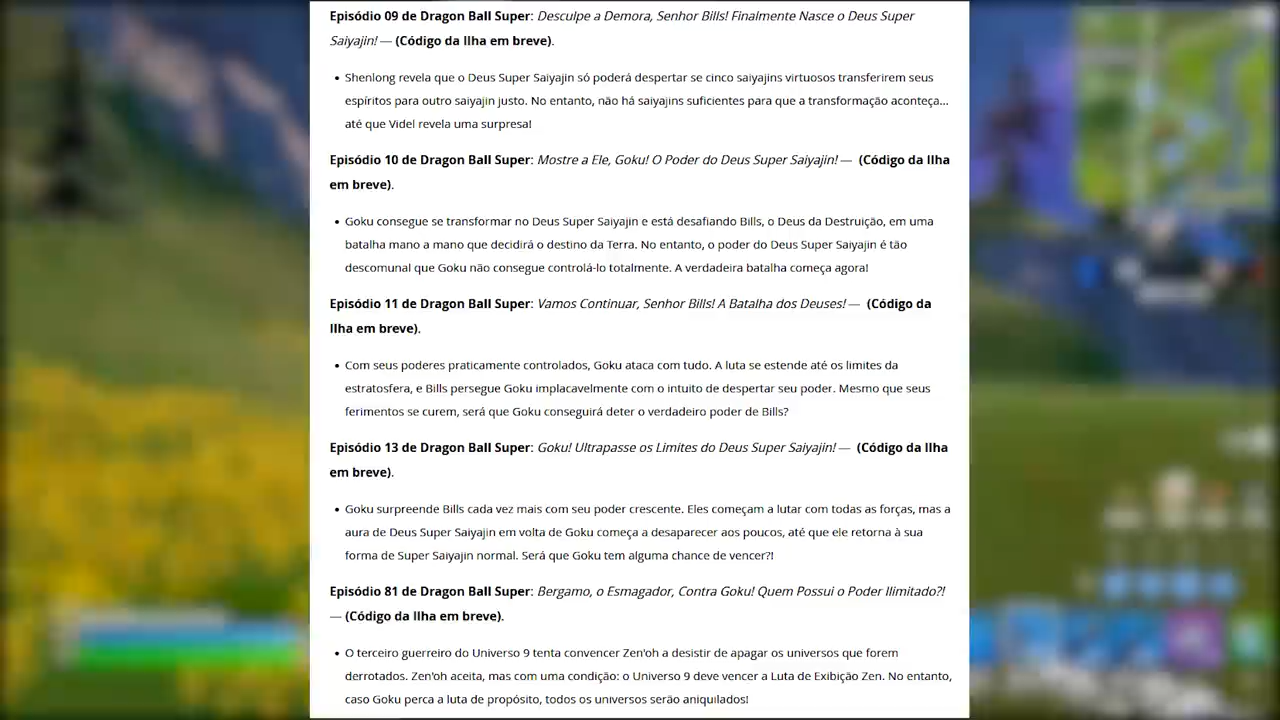 Episódio 09 de Dragon Ball Super: Desculpe a Demora, Senhor Bills! Finalmente Nasce o Deus Super
Saiyajin! — (Código da Ilha em breve).
• Shenlong revela que o Deus Super Saiyajin só poderá despertar se cinco saiyajins virtuosos transferirem seus
espíritos para outro saiyajin justo. No entanto, não há saiyajins suficientes para que a transformação aconteça...
até que Videl revela uma surpresa!
Episódio 10 de Dragon Ball Super: Mostre a Ele, Goku! O Poder do Deus Super Saiyajin! — (Código da Ilha
em breve).
• Goku consegue se transformar no Deus Super Saiyajin e está desafiando Bills, o Deus da Destruição, em uma
batalha mano a mano que decidirá o destino da Terra. No entanto, o poder do Deus Super Saiyajin é tão
descomunal que Goku não consegue controlá-lo totalmente. A verdadeira batalha começa agora!
Episódio 11 de Dragon Ball Super: Vamos Continuar, Senhor Bills! A Batalha dos Deuses! — (Código da
Ilha em breve).
• Com seus poderes praticamente controlados, Goku ataca com tudo. A luta se estende até os limites da
estratosfera, e Bills persegue Goku implacavelmente com o intuito de despertar seu poder. Mesmo que seus
ferimentos se curem, será que Goku conseguirá deter o verdadeiro poder de Bills?
Episódio 13 de Dragon Ball Super: Goku! Ultrapasse os Limites do Deus Super Saiyajin! — (Código da Ilha
em breve).
• Goku surpreende Bills cada vez mais com seu poder crescente. Eles começam a lutar com todas as forças, mas a
aura de Deus Super Saiyajin em volta de Goku começa a desaparecer aos poucos, até que ele retorna à sua
forma de Super Saiyajin normal. Será que Goku tem alguma chance de vencer?!
Episódio 81 de Dragon Ball Super: Bergamo, o Esmagador, Contra Goku! Quem Possui o Poder Ilimitado?!
— (Código da Ilha em breve).
• O terceiro guerreiro do Universo 9 tenta convencer Zen'oh a desistir de apagar os universos que forem
derrotados. Zen'oh aceita, mas com uma condição: o Universo 9 deve vencer a Luta de Exibição Zen. No entanto,
caso Goku perca a luta de propósito, todos os universos serão aniquilados!